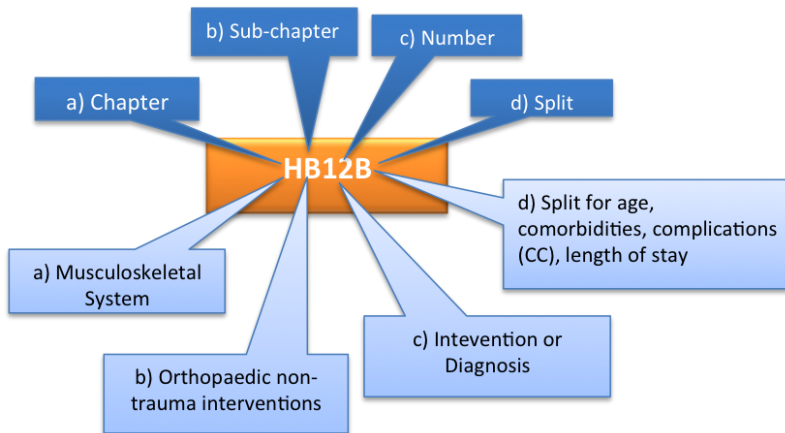 b) Sub-chapter
c) Number
a) Chapter
d) Split
HB12B
d) Split for age,
comorbidities, complications
(CC), length of stay
a) Musculoskeletal
System
c) Intevention or
Diagnosis
b) Orthopaedic non-
trauma interventions